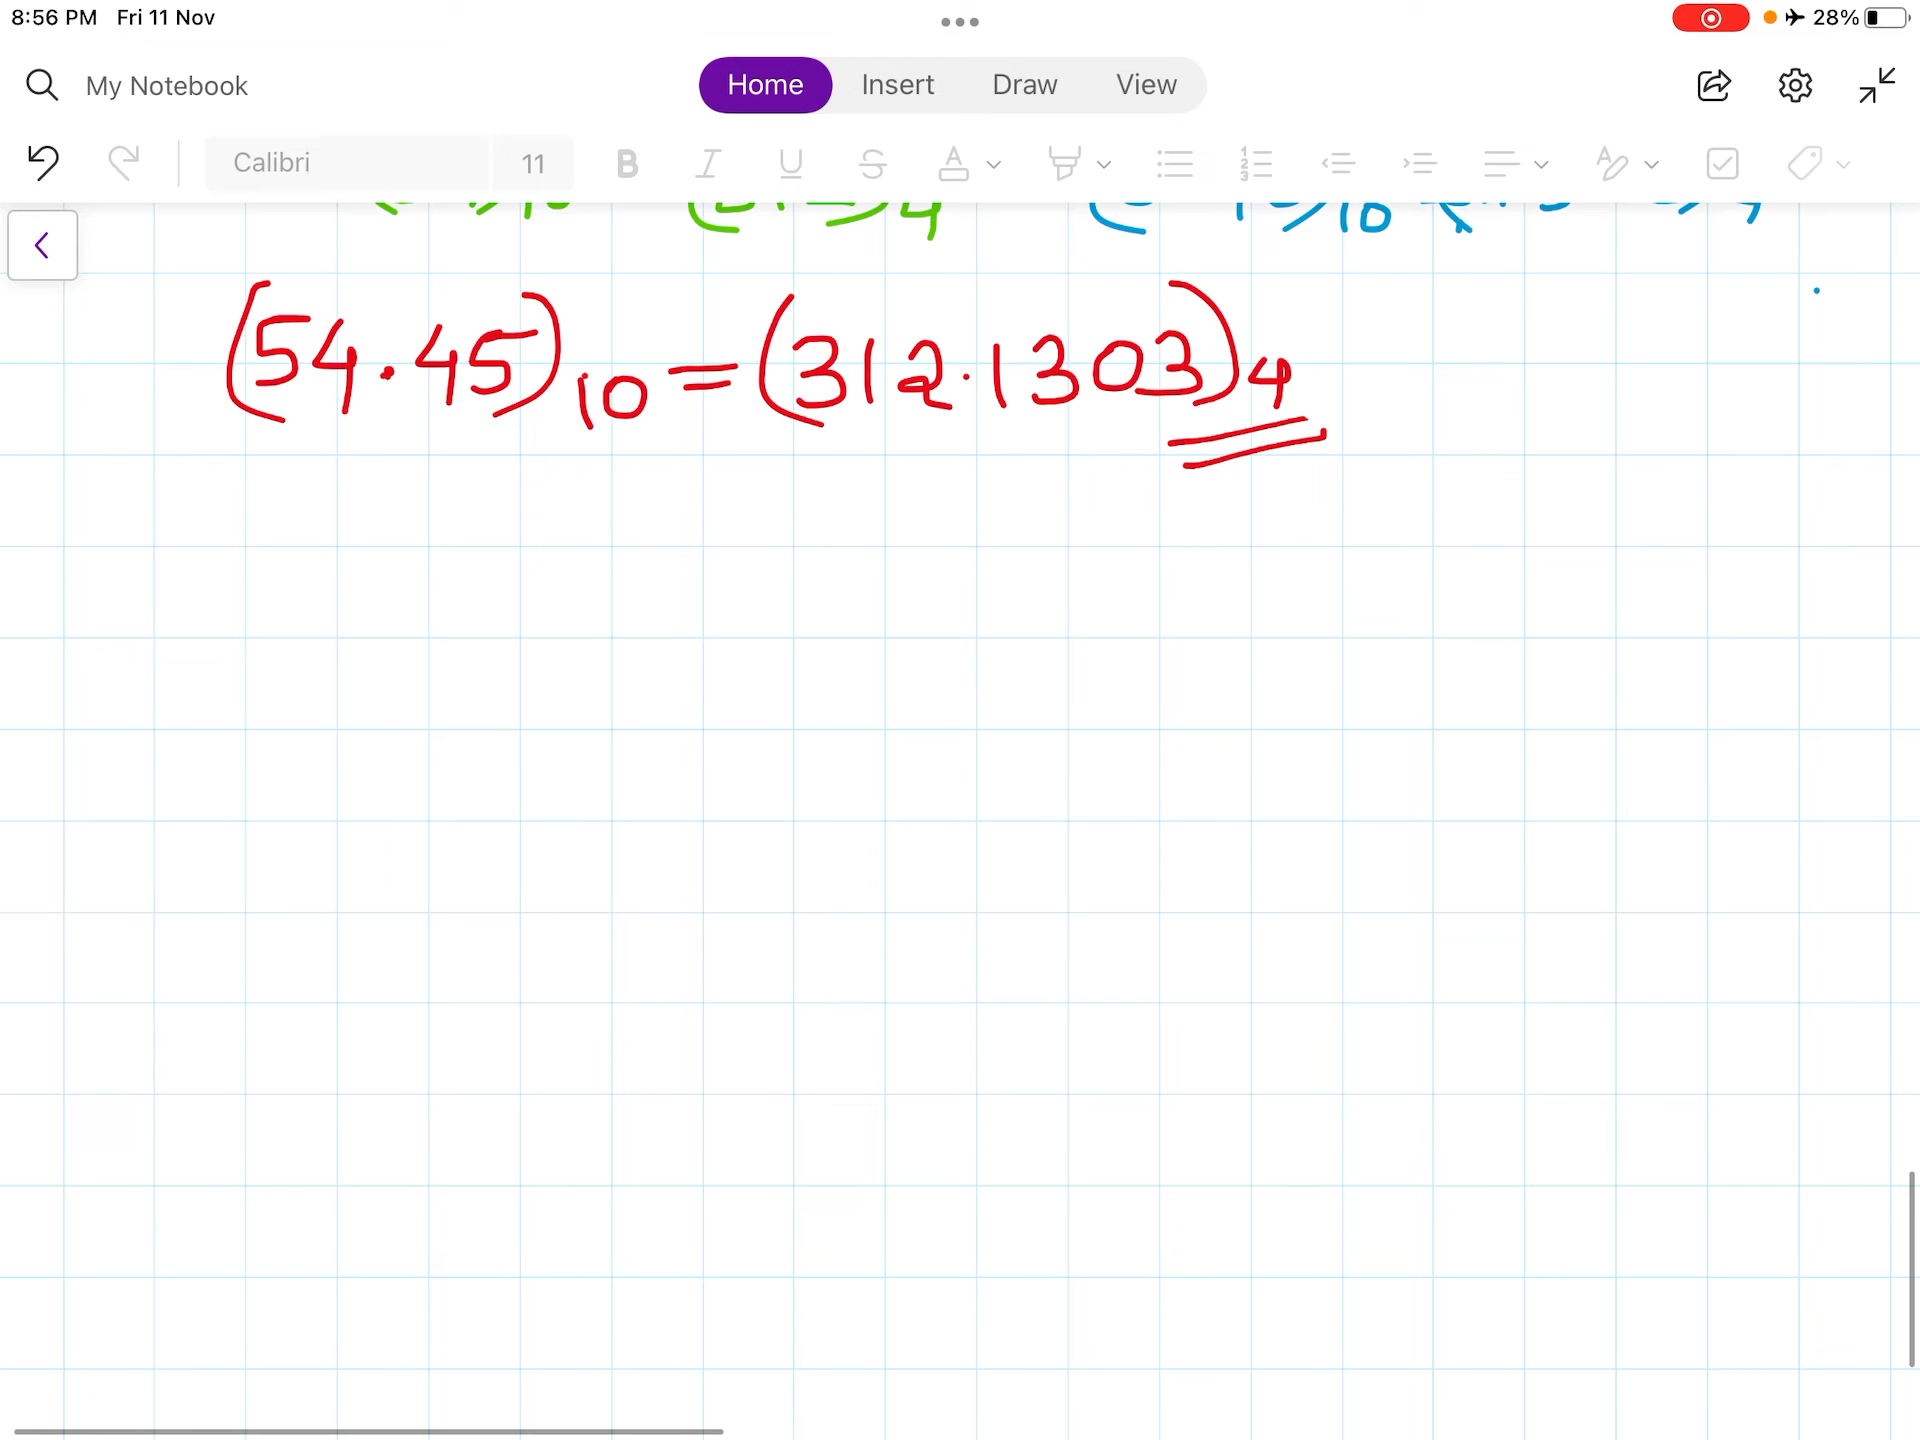 8:56 PM Fri 11 Nov 28%
My Notebook Home Insert Draw View
Calibri 11 B I U S A
(54.45)10 = (312.1303)4